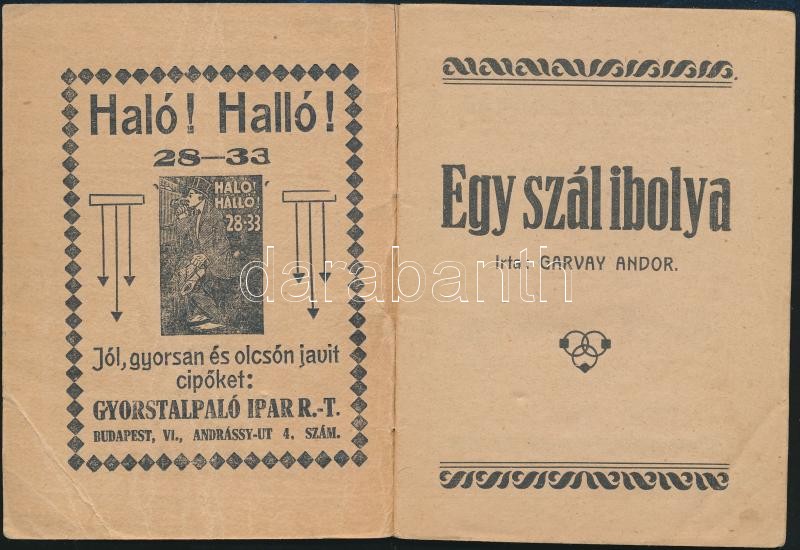 Haló! Halló!
28—33
HALO!
HALLÓ!
28-33
Jól, gyorsan és olcsón javit
cipőket:
GYORSTALPALÓ IPAR R.-T.
BUDAPEST, VI., ANDRÁSSY-UT 4. SZÁM.
Egy szál ibolya
Irta: GARVAY ANDOR.
darabanth